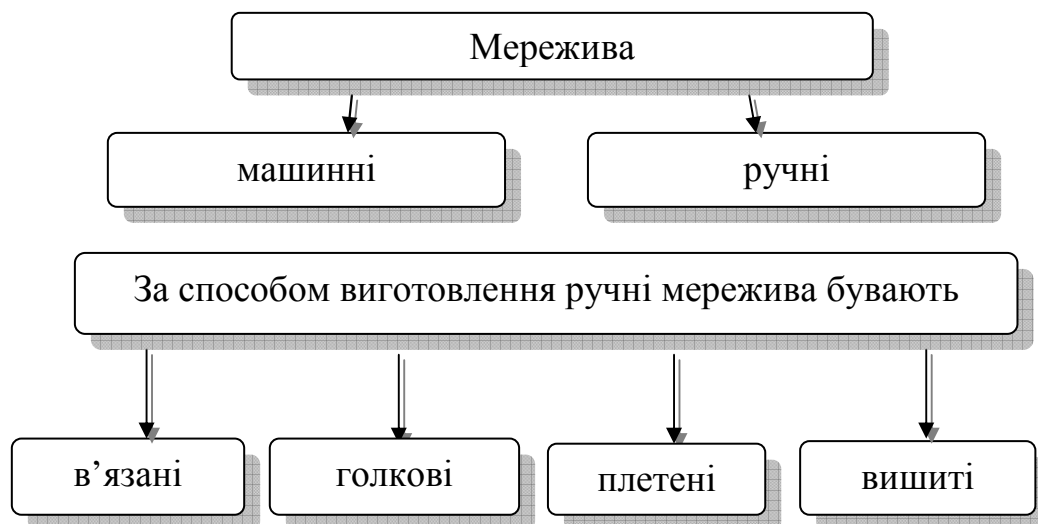 Мережива
машинні
ручні
За способом виготовлення ручні мережива бувають
в’язані
голкові
плетені
вишиті